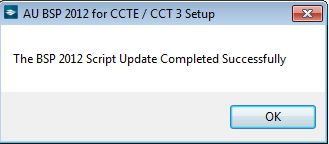 AU BSP 2012 for CCTE / CCT 3 Setup
The BSP 2012 Script Update Completed Successfully
OK